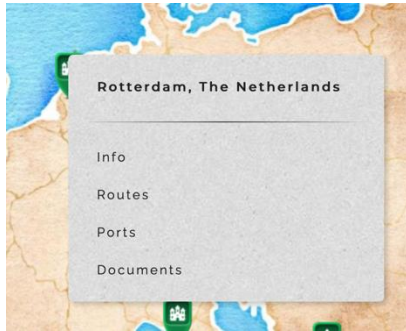 Rotterdam, The Netherlands
Info
Routes
Ports
Documents